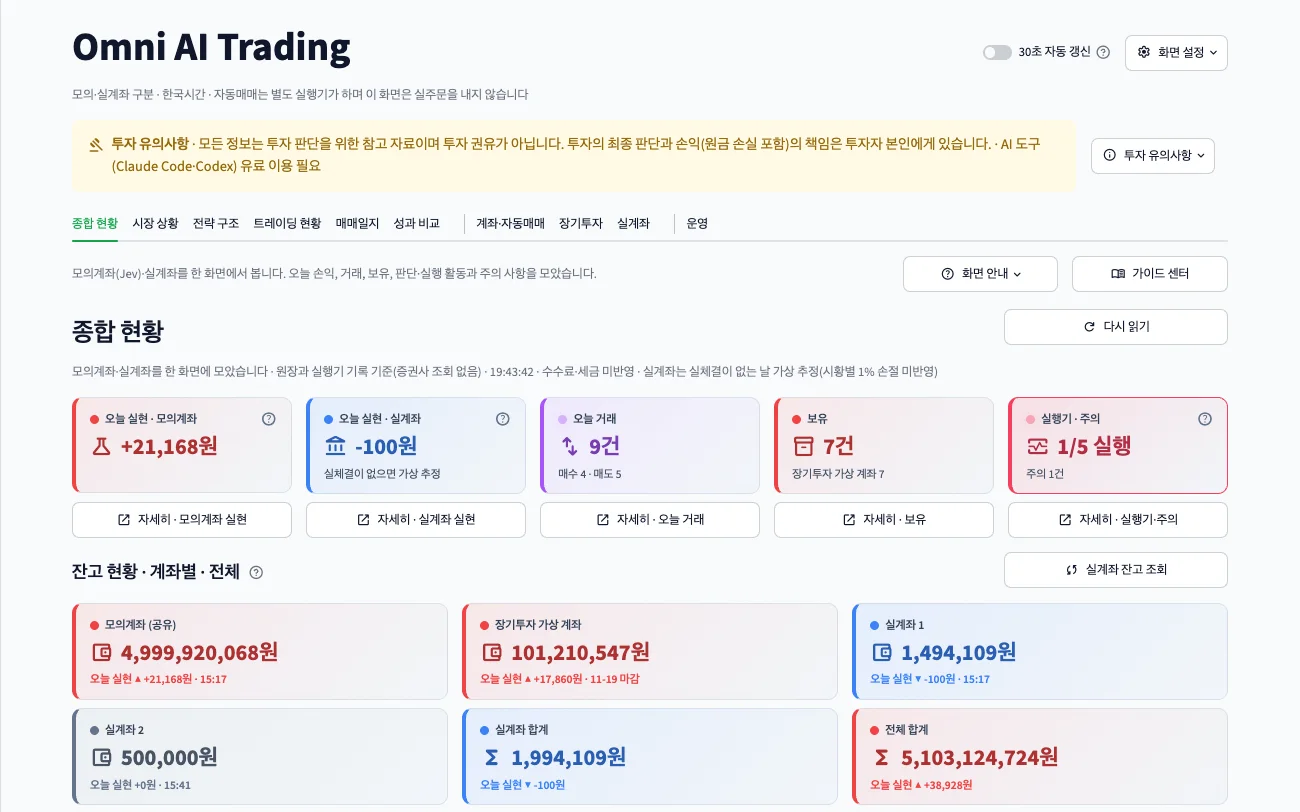 Omni AI Trading
30초 자동 갱신
화면 설정
모의·실계좌 구분 · 한국시간 · 자동매매는 별도 실행기가 하며 이 화면은 실주문을 내지 않습니다
투자 유의사항 · 모든 정보는 투자 판단을 위한 참고 자료이며 투자 권유가 아닙니다. 투자의 최종 판단과 손익(원금 손실 포함)의 책임은 투자자 본인에게 있습니다. · AI 도구
(Claude Code·Codex) 유료 이용 필요
투자 유의사항
종합 현황 시장 상황 전략 구조 트레이딩 현황 매매일지 성과 비교 계좌·자동매매 장기투자 실계좌 운영
모의계좌(Jev)·실계좌를 한 화면에서 봅니다. 오늘 손익, 거래, 보유, 판단·실행 활동과 주의 사항을 모았습니다.
화면 안내
가이드 센터
종합 현황
다시 읽기
모의계좌·실계좌를 한 화면에 모았습니다 · 원장과 실행기 기록 기준(증권사 조회 없음) · 19:43:42 · 수수료·세금 미반영 · 실계좌는 실체결이 없는 날 가상 추정(시황별 1% 손절 미반영)
오늘 실현 · 모의계좌
+21,168원
오늘 실현 · 실계좌
-100원
실체결이 없으면 가상 추정
오늘 거래
9건
매수 4 · 매도 5
보유
7건
장기투자 가상 계좌 7
실행기 · 주의
1/5 실행
주의 1건
자세히 · 모의계좌 실현
자세히 · 실계좌 실현
자세히 · 오늘 거래
자세히 · 보유
자세히 · 실행기·주의
잔고 현황 · 계좌별 · 전체
실계좌 잔고 조회
모의계좌 (공유)
4,999,920,068원
오늘 실현 ▲ +21,168원 · 15:17
장기투자 가상 계좌
101,210,547원
오늘 실현 ▲ +17,860원 · 11-19 마감
실계좌 1
1,494,109원
오늘 실현 ▼ -100원 · 15:17
실계좌 2
500,000원
오늘 실현 +0원 · 15:41
실계좌 합계
Σ 1,994,109원
오늘 실현 ▼ -100원
전체 합계
Σ 5,103,124,724원
오늘 실현 ▲ +38,928원